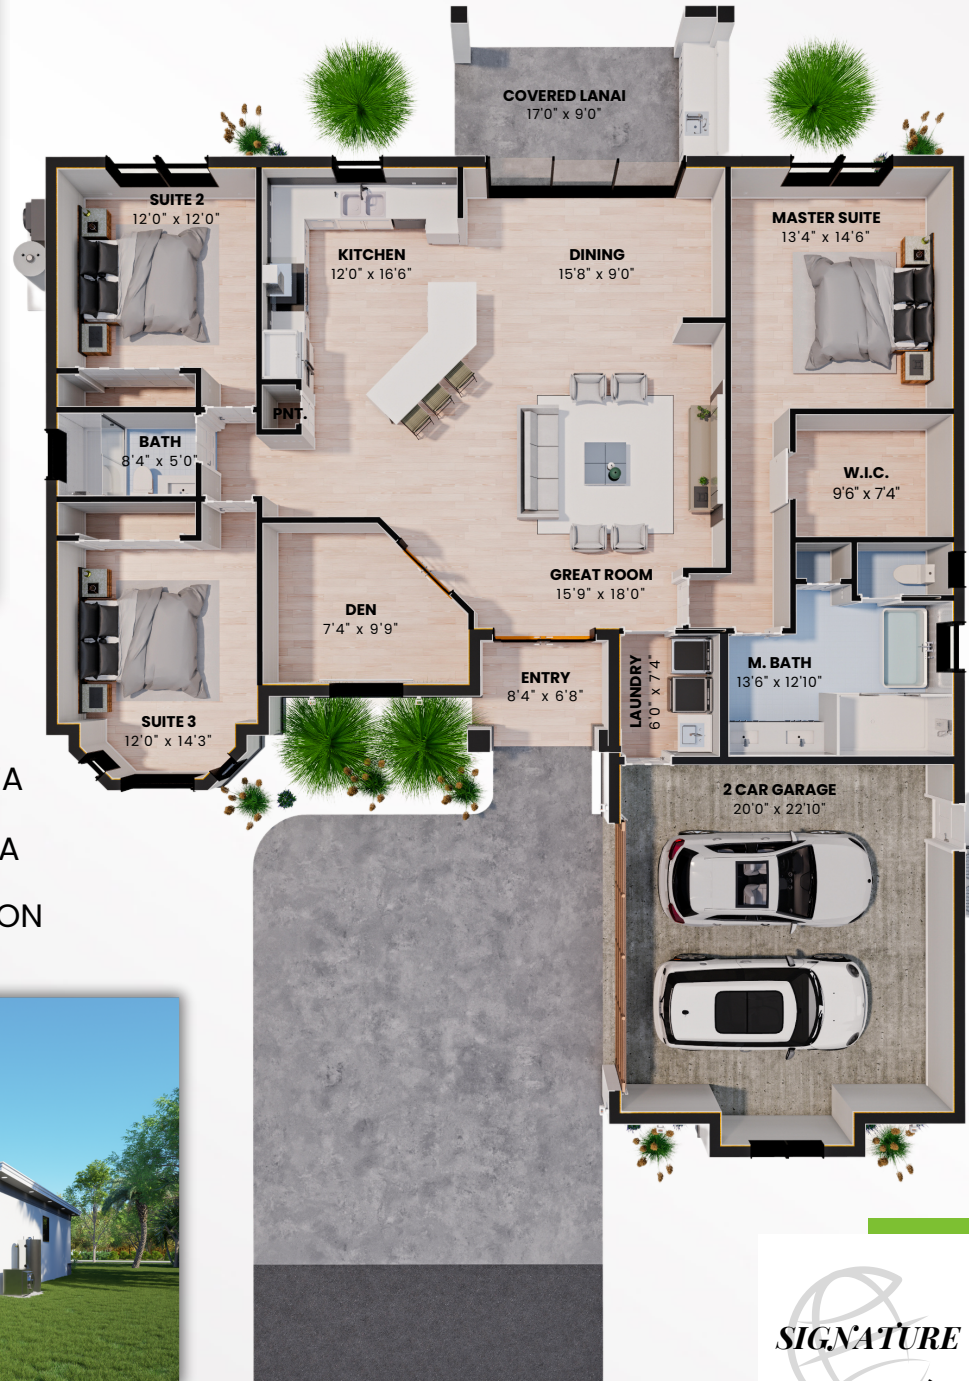 COVERED LANAI
17'0" x 9'0"
SUITE 2
12'0" x 12'0"
MASTER SUITE
13'4" x 14'6"
KITCHEN
12'0" x 16'6"
DINING
15'8" x 9'0"
PNT.
BATH
8'4" x 5'0"
W.I.C.
9'6" x 7'4"
GREAT ROOM
15'9" x 18'0"
DEN
7'4" x 9'9"
ENTRY
8'4" x 6'8"
LAUNDRY
6'0" x 7'4"
M. BATH
13'6" x 12'10"
SUITE 3
12'0" x 14'3"
2 CAR GARAGE
20'0" x 22'10"
A
A
ON
SIGNATURE